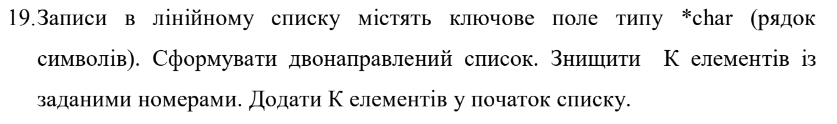 19.Записи в лінійному списку містять ключове поле типу *char (рядок
символів). Сформувати двонаправлений список. Знищити К елементів із
заданими номерами. Додати К елементів у початок списку.